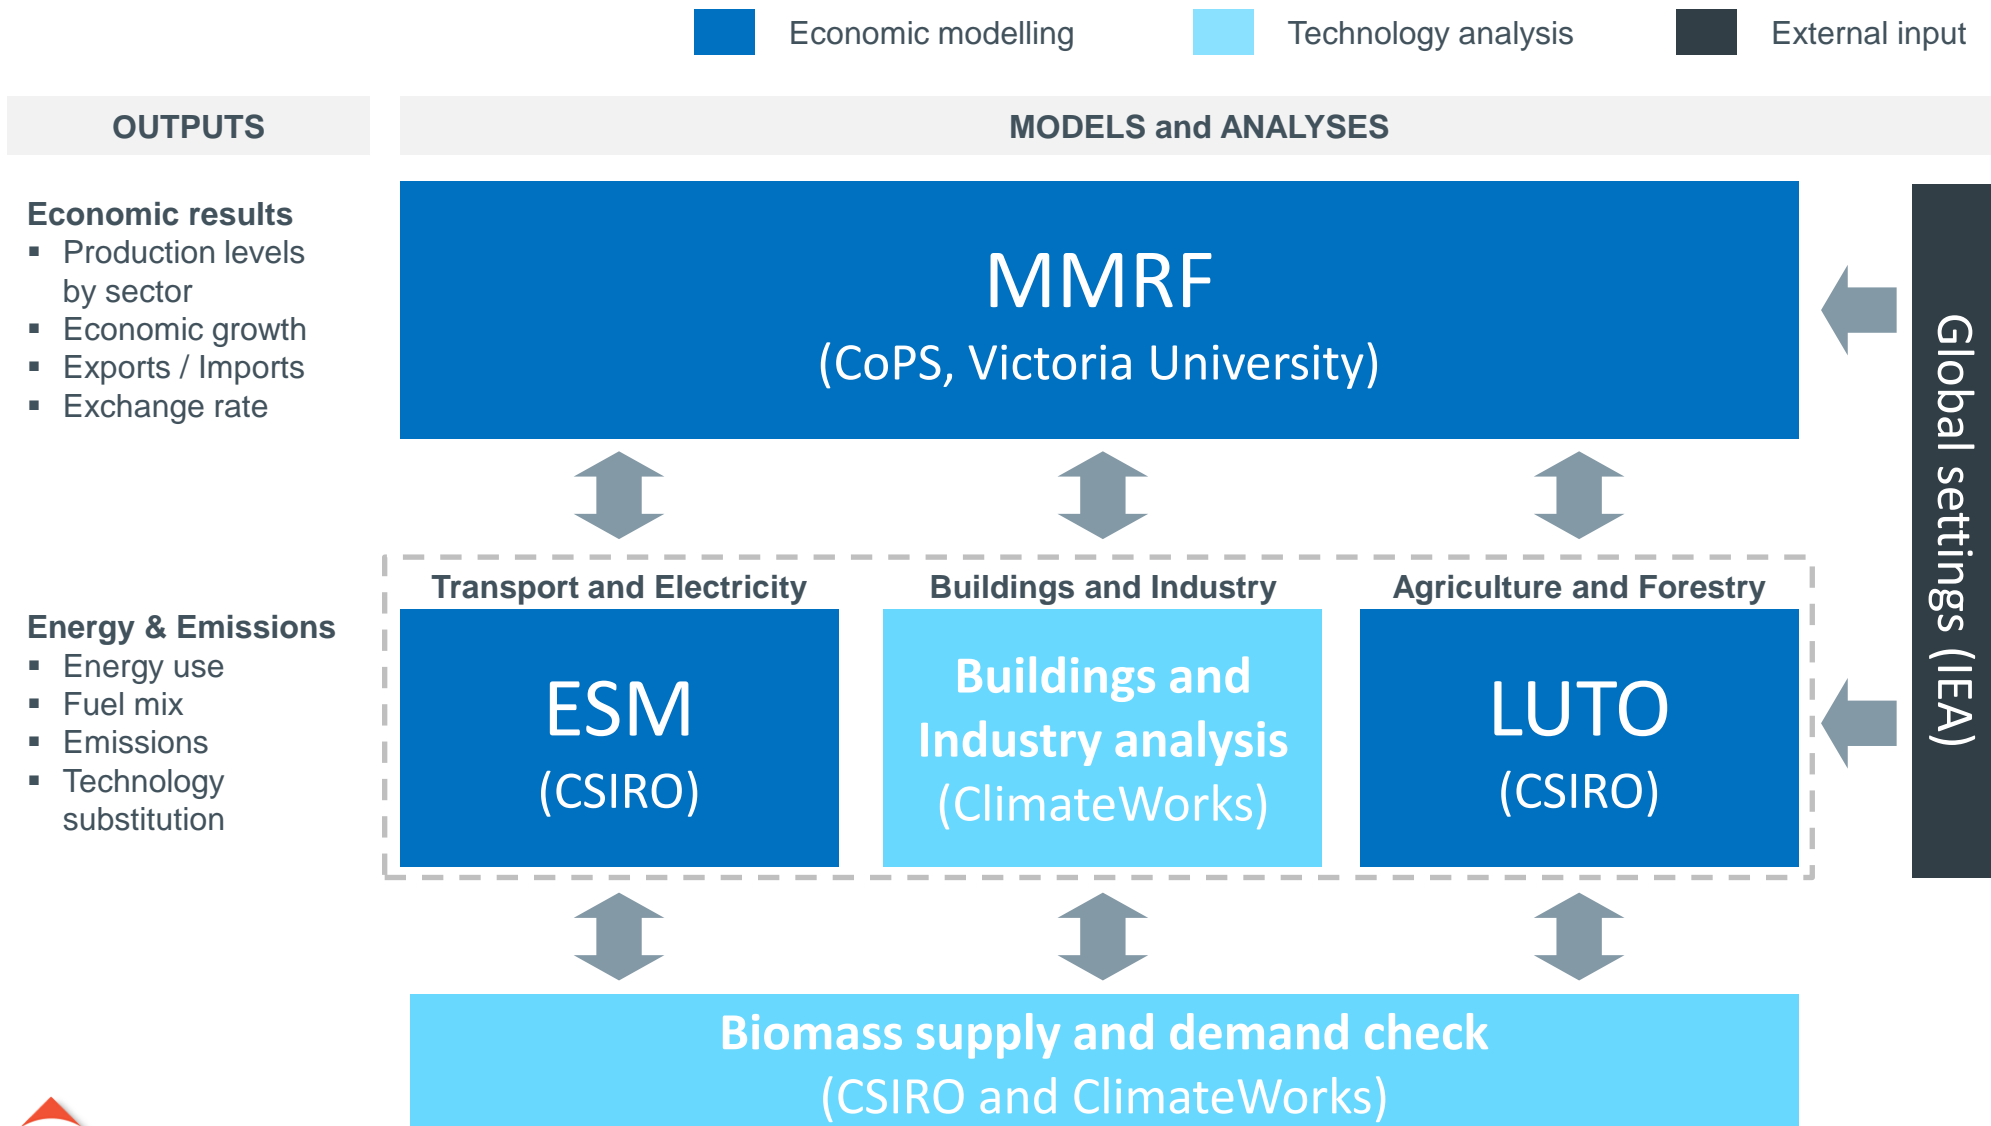 Economic modelling
Technology analysis
External input
OUTPUTS
MODELS and ANALYSES
Economic results
▪ Production levels
by sector
▪ Economic growth
▪ Exports / Imports
▪ Exchange rate
MMRF
(CoPS, Victoria University)
Global settings (IEA)
Energy & Emissions
▪ Energy use
▪ Fuel mix
▪ Emissions
▪ Technology
substitution
Transport and Electricity
ESM
(CSIRO)
Buildings and Industry
Buildings and
Industry analysis
(ClimateWorks)
Agriculture and Forestry
LUTO
(CSIRO)
Biomass supply and demand check
(CSIRO and ClimateWorks)